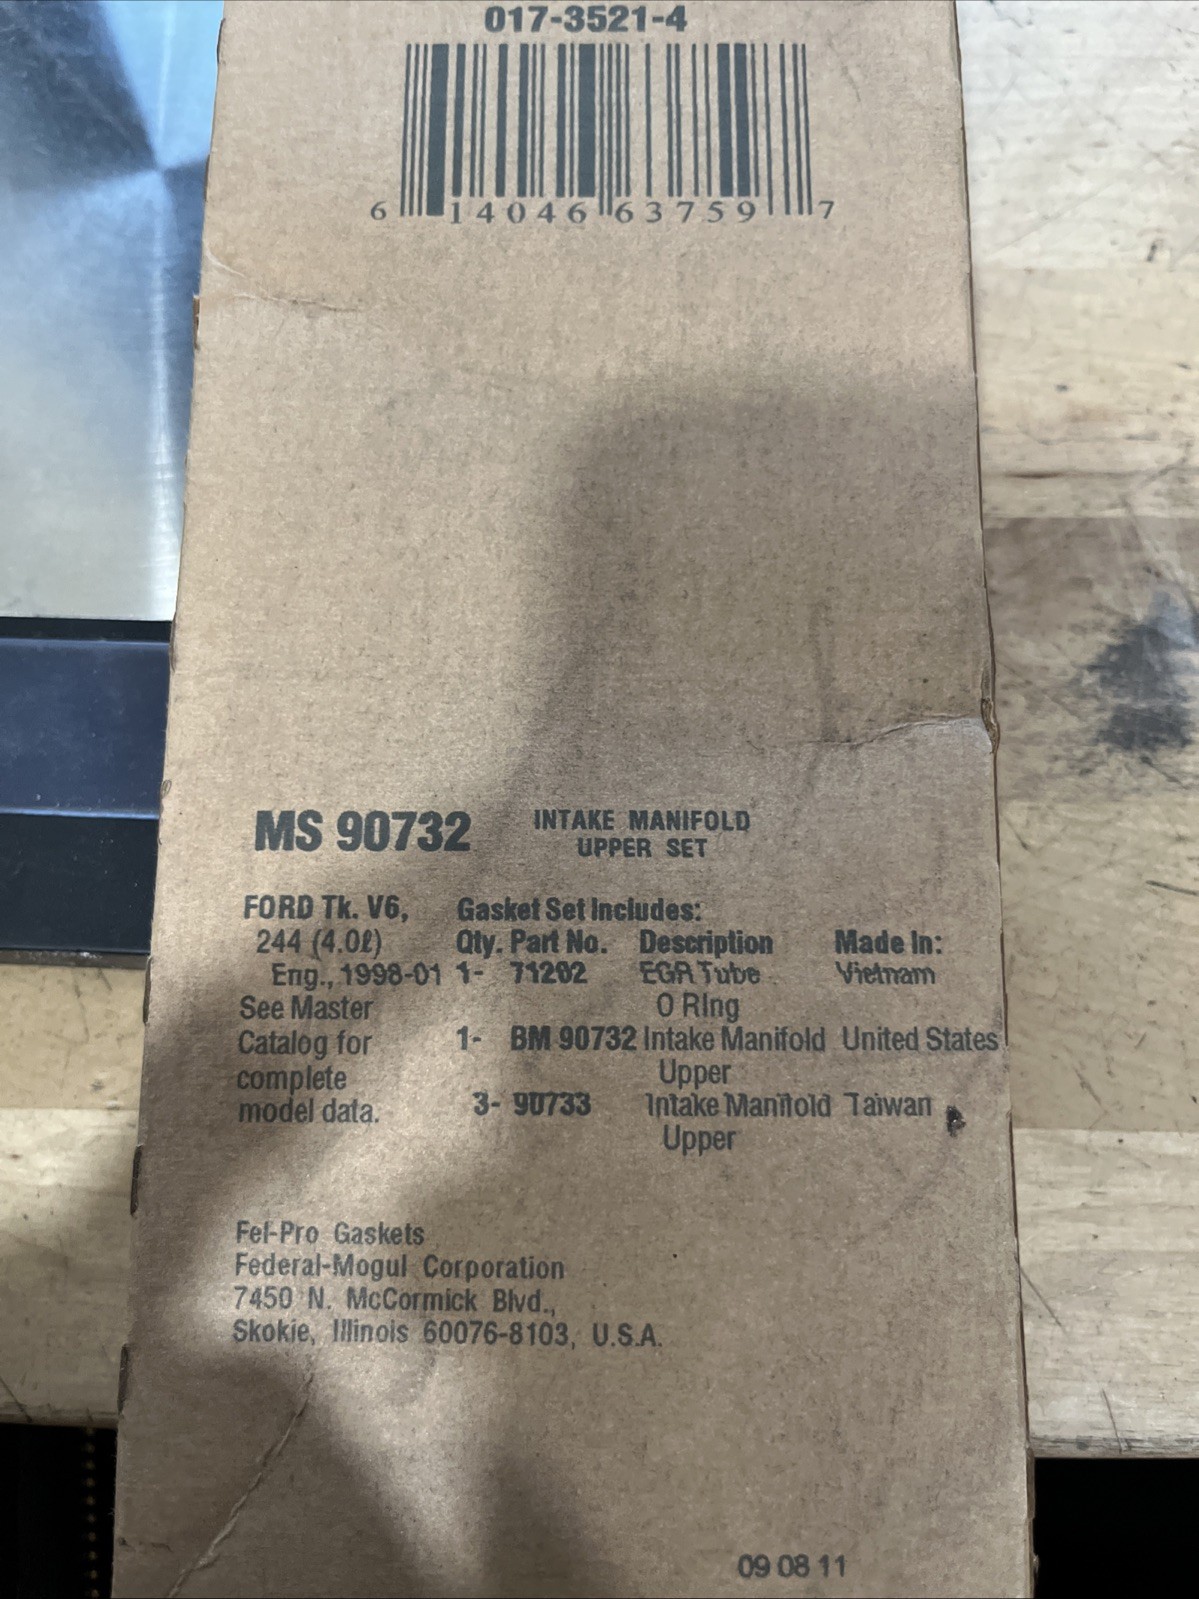 017-3521-4
6 14046 63759 7
MS 90732
INTAKE MANIFOLD
UPPER SET
FORD Tk. V6,
244 (4.0ℓ)
Eng., 1998-01
See Master
Catalog for
complete
model data.
Gasket Set Includes:
Qty. Part No. Description Made In:
1- 71202 EGR Tube Vietnam
O Ring
1- BM 90732 Intake Manifold United States
Upper
3- 90733 Intake Manifold Taiwan
Upper
Fel-Pro Gaskets
Federal-Mogul Corporation
7450 N. McCormick Blvd.,
Skokie, Illinois 60076-8103, U.S.A.
09 08 11